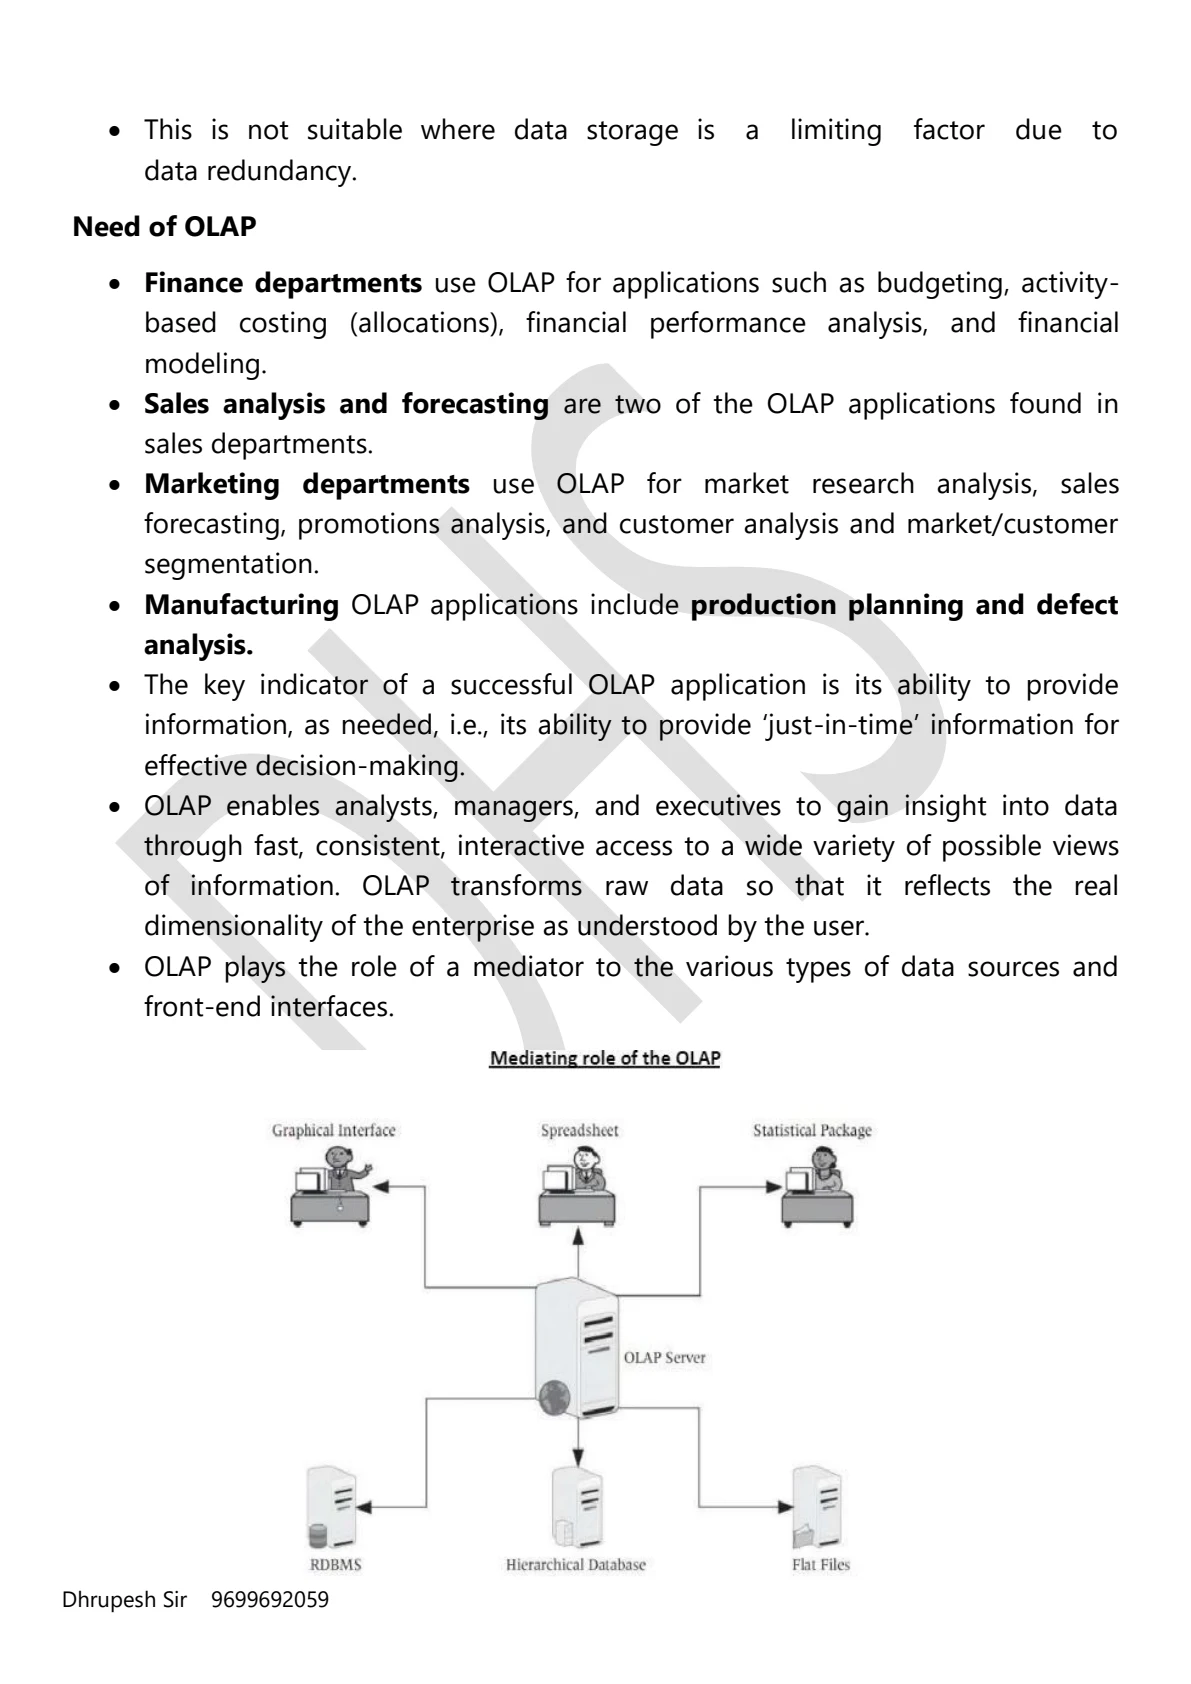 • This is not suitable where data storage is a limiting factor due to
data redundancy.
Need of OLAP
• Finance departments use OLAP for applications such as budgeting, activity-
based costing (allocations), financial performance analysis, and financial
modeling.
• Sales analysis and forecasting are two of the OLAP applications found in
sales departments.
• Marketing departments use OLAP for market research analysis, sales
forecasting, promotions analysis, and customer analysis and market/customer
segmentation.
• Manufacturing OLAP applications include production planning and defect
analysis.
• The key indicator of a successful OLAP application is its ability to provide
information, as needed, i.e., its ability to provide ‘just-in-time’ information for
effective decision-making.
• OLAP enables analysts, managers, and executives to gain insight into data
through fast, consistent, interactive access to a wide variety of possible views
of information. OLAP transforms raw data so that it reflects the real
dimensionality of the enterprise as understood by the user.
• OLAP plays the role of a mediator to the various types of data sources and
front-end interfaces.
DHS
Mediating role of the OLAP
Graphical Interface Spreadsheet Statistical Package
OLAP Server
RDBMS Hierarchical Database Flat Files
Dhrupesh Sir 9699692059